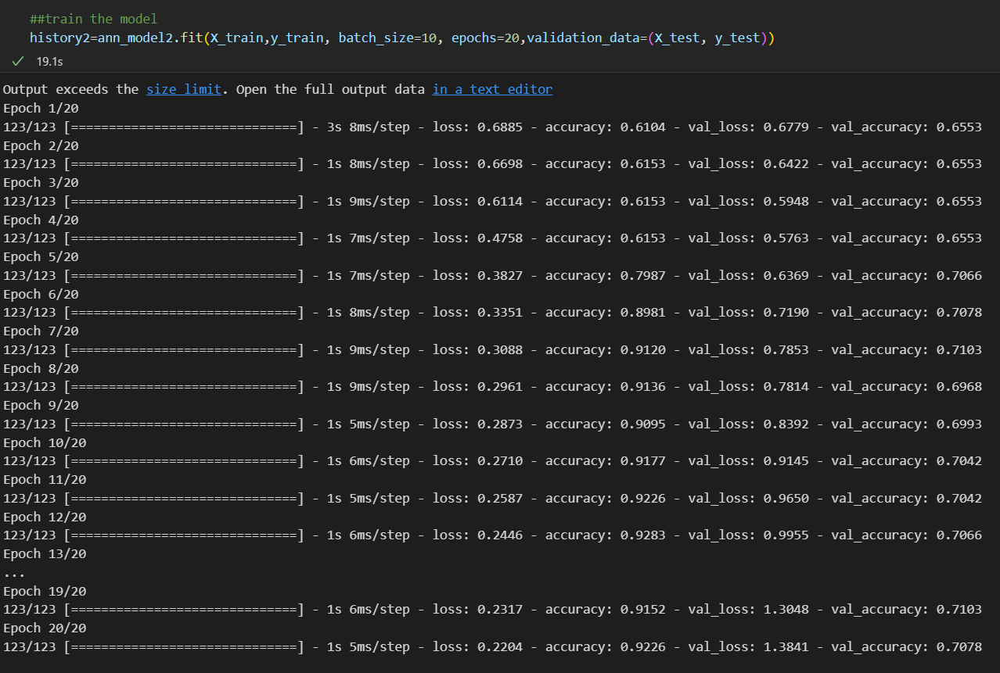 ##train the model
history2=ann_model2.fit(X_train,y_train, batch_size=10, epochs=20,validation_data=(X_test, y_test))
19.1s
Output exceeds the size limit. Open the full output data in a text editor
Epoch 1/20
123/123 [==============================] - 3s 8ms/step - loss: 0.6885 - accuracy: 0.6104 - val_loss: 0.6779 - val_accuracy: 0.6553
Epoch 2/20
123/123 [==============================] - 1s 8ms/step - loss: 0.6698 - accuracy: 0.6153 - val_loss: 0.6422 - val_accuracy: 0.6553
Epoch 3/20
123/123 [==============================] - 1s 9ms/step - loss: 0.6114 - accuracy: 0.6153 - val_loss: 0.5948 - val_accuracy: 0.6553
Epoch 4/20
123/123 [==============================] - 1s 7ms/step - loss: 0.4758 - accuracy: 0.6153 - val_loss: 0.5763 - val_accuracy: 0.6553
Epoch 5/20
123/123 [==============================] - 1s 7ms/step - loss: 0.3827 - accuracy: 0.7987 - val_loss: 0.6369 - val_accuracy: 0.7066
Epoch 6/20
123/123 [==============================] - 1s 8ms/step - loss: 0.3351 - accuracy: 0.8981 - val_loss: 0.7190 - val_accuracy: 0.7078
Epoch 7/20
123/123 [==============================] - 1s 9ms/step - loss: 0.3088 - accuracy: 0.9120 - val_loss: 0.7853 - val_accuracy: 0.7103
Epoch 8/20
123/123 [==============================] - 1s 9ms/step - loss: 0.2961 - accuracy: 0.9136 - val_loss: 0.7814 - val_accuracy: 0.6968
Epoch 9/20
123/123 [==============================] - 1s 5ms/step - loss: 0.2873 - accuracy: 0.9095 - val_loss: 0.8392 - val_accuracy: 0.6993
Epoch 10/20
123/123 [==============================] - 1s 6ms/step - loss: 0.2710 - accuracy: 0.9177 - val_loss: 0.9145 - val_accuracy: 0.7042
Epoch 11/20
123/123 [==============================] - 1s 5ms/step - loss: 0.2587 - accuracy: 0.9226 - val_loss: 0.9650 - val_accuracy: 0.7042
Epoch 12/20
123/123 [==============================] - 1s 6ms/step - loss: 0.2446 - accuracy: 0.9283 - val_loss: 0.9955 - val_accuracy: 0.7066
Epoch 13/20
...
Epoch 19/20
123/123 [==============================] - 1s 6ms/step - loss: 0.2317 - accuracy: 0.9152 - val_loss: 1.3048 - val_accuracy: 0.7103
Epoch 20/20
123/123 [==============================] - 1s 5ms/step - loss: 0.2204 - accuracy: 0.9226 - val_loss: 1.3841 - val_accuracy: 0.7078